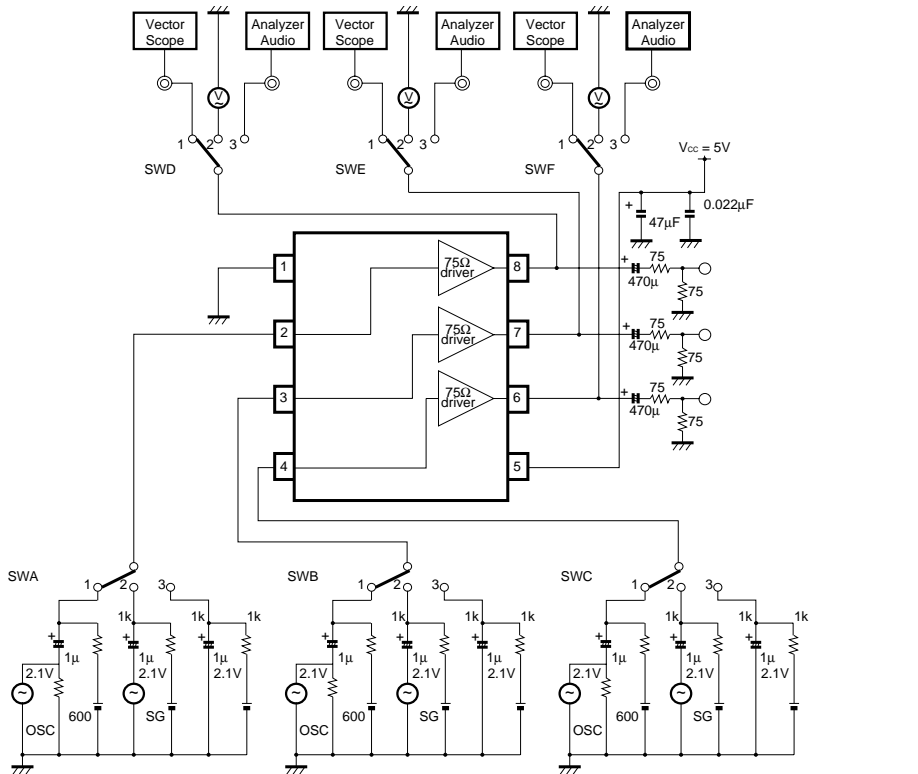 Vector
Scope
Analyzer
Audio
Vector
Scope
Analyzer
Audio
Vector
Scope
Analyzer
Audio
V
~
V
~
V
~
1 2 3
1 2 3
1 2 3
SWD
SWE
SWF
VCC = 5V
+
47μF
0.022μF
1
2
3
4
75Ω
driver
75Ω
driver
75Ω
driver
8
7
6
5
+ 75
470μ
75
+ 75
470μ
75
+ 75
470μ
75
SWA
1 2 3
SWB
1 2 3
SWC
1 2 3
+ 1k + 1k + 1k
1μ 1μ 1μ
2.1V 2.1V 2.1V
~ ~
600 SG
OSC
+ 1k + 1k + 1k
1μ 1μ 1μ
2.1V 2.1V 2.1V
~ ~
600 SG
OSC
+ 1k + 1k + 1k
1μ 1μ 1μ
2.1V 2.1V 2.1V
~ ~
600 SG
OSC